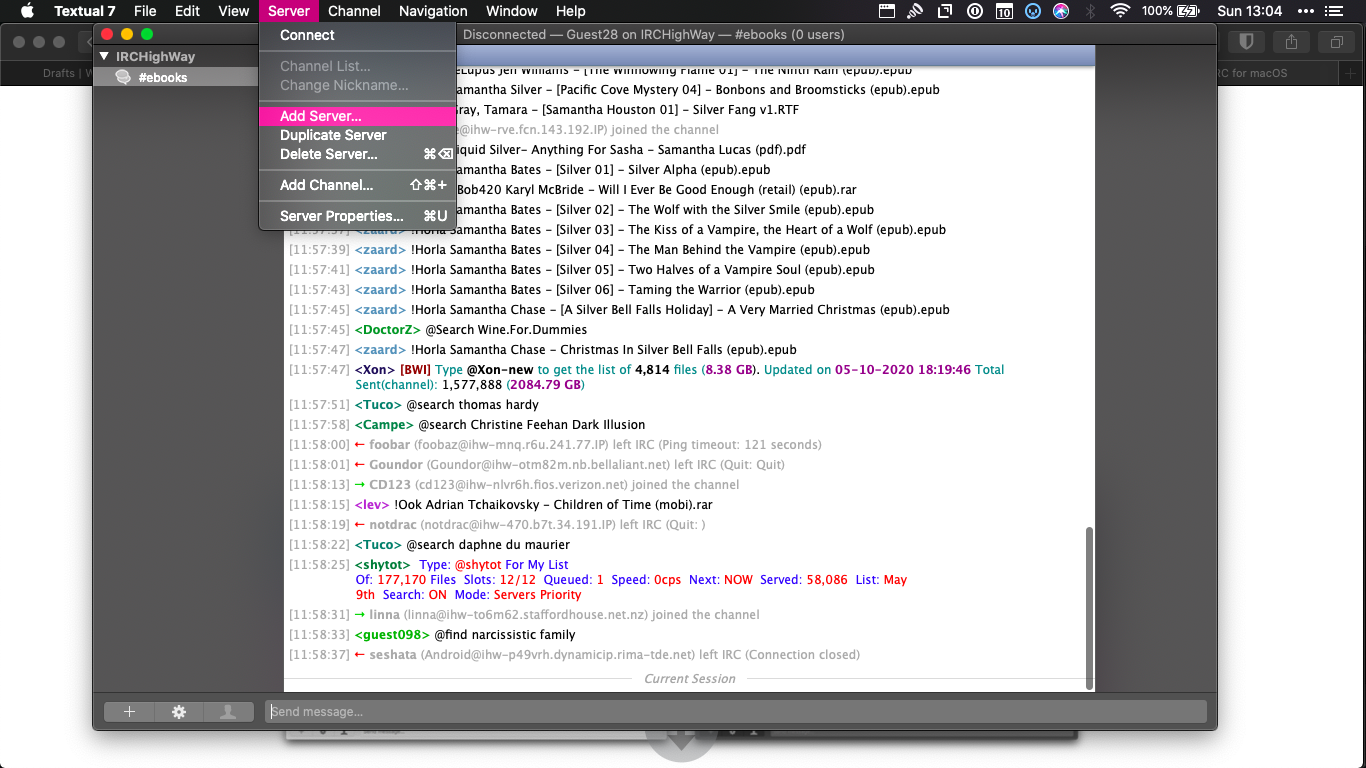 Textual 7 File Edit View Server Channel Navigation Window Help 10 100% Sun 13:04
Disconnected — Guest28 on IRCHighWay — #ebooks (0 users)
Drafts | W
RC for macOS
IRCHighWay
#ebooks
Connect
Channel List...
Change Nickname...
Add Server...
Duplicate Server
Delete Server... ⌘⌫
Add Channel... ⇧⌘+
Server Properties... ⌘U
eLupus Jen Williams - [The Winnowing Flame 01] - The Ninth Rain (epub).epub
amantha Silver - [Pacific Cove Mystery 04] - Bonbons and Broomsticks (epub).epub
Gray, Tamara - [Samantha Houston 01] - Silver Fang v1.RTF
e@ihw-rve.fcn.143.192.IP) joined the channel
iquid Silver- Anything For Sasha - Samantha Lucas (pdf).pdf
amantha Bates - [Silver 01] - Silver Alpha (epub).epub
Bob420 Karyl McBride - Will I Ever Be Good Enough (retail) (epub).rar
amantha Bates - [Silver 02] - The Wolf with the Silver Smile (epub).epub
[11:57:37] <zaard> !Horla Samantha Bates - [Silver 03] - The Kiss of a Vampire, the Heart of a Wolf (epub).epub
[11:57:39] <zaard> !Horla Samantha Bates - [Silver 04] - The Man Behind the Vampire (epub).epub
[11:57:41] <zaard> !Horla Samantha Bates - [Silver 05] - Two Halves of a Vampire Soul (epub).epub
[11:57:43] <zaard> !Horla Samantha Bates - [Silver 06] - Taming the Warrior (epub).epub
[11:57:45] <zaard> !Horla Samantha Chase - [A Silver Bell Falls Holiday] - A Very Married Christmas (epub).epub
[11:57:45] <DoctorZ> @Search Wine.For.Dummies
[11:57:47] <zaard> !Horla Samantha Chase - Christmas In Silver Bell Falls (epub).epub
[11:57:47] <Xon> [BWI] Type @Xon-new to get the list of 4,814 files (8.38 GB). Updated on 05-10-2020 18:19:46 Total
Sent(channel): 1,577,888 (2084.79 GB)
[11:57:51] <Tuco> @search thomas hardy
[11:57:58] <Campe> @search Christine Feehan Dark Illusion
[11:58:00] ← foobar (foobaz@ihw-mnq.r6u.241.77.IP) left IRC (Ping timeout: 121 seconds)
[11:58:01] ← Goundor (Goundor@ihw-otm82m.nb.bellaliant.net) left IRC (Quit: Quit)
[11:58:13] → CD123 (cd123@ihw-nlvr6h.fios.verizon.net) joined the channel
[11:58:15] <lev> !Ook Adrian Tchaikovsky - Children of Time (mobi).rar
[11:58:19] ← notdrac (notdrac@ihw-470.b7t.34.191.IP) left IRC (Quit: )
[11:58:22] <Tuco> @search daphne du maurier
[11:58:25] <shytot> Type: @shytot For My List
Of: 177,170 Files Slots: 12/12 Queued: 1 Speed: 0cps Next: NOW Served: 58,086 List: May
9th Search: ON Mode: Servers Priority
[11:58:31] → linna (linna@ihw-to6m62.staffordhouse.net.nz) joined the channel
[11:58:33] <guest098> @find narcissistic family
[11:58:37] ← seshata (Android@ihw-p49vrh.dynamicip.rima-tde.net) left IRC (Connection closed)
Current Session
Send message...